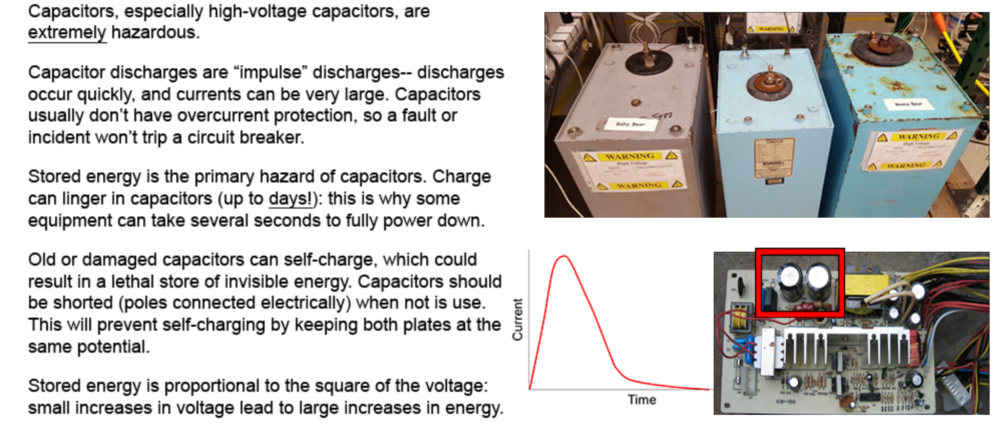 Capacitors, especially high-voltage capacitors, are
extremely hazardous.
Capacitor discharges are “impulse” discharges-- discharges
occur quickly, and currents can be very large. Capacitors
usually don’t have overcurrent protection, so a fault or
incident won’t trip a circuit breaker.
Stored energy is the primary hazard of capacitors. Charge
can linger in capacitors (up to days!): this is why some
equipment can take several seconds to fully power down.
Old or damaged capacitors can self-charge, which could
result in a lethal store of invisible energy. Capacitors should
be shorted (poles connected electrically) when not is use.
This will prevent self-charging by keeping both plates at the
same potential.
Stored energy is proportional to the square of the voltage:
small increases in voltage lead to large increases in energy.
WARNING
Baby Bear
WARNING
High Voltage
WARNING
Mama Bear
WARNING
High Voltage
WARNING
Current
Time
KW-150